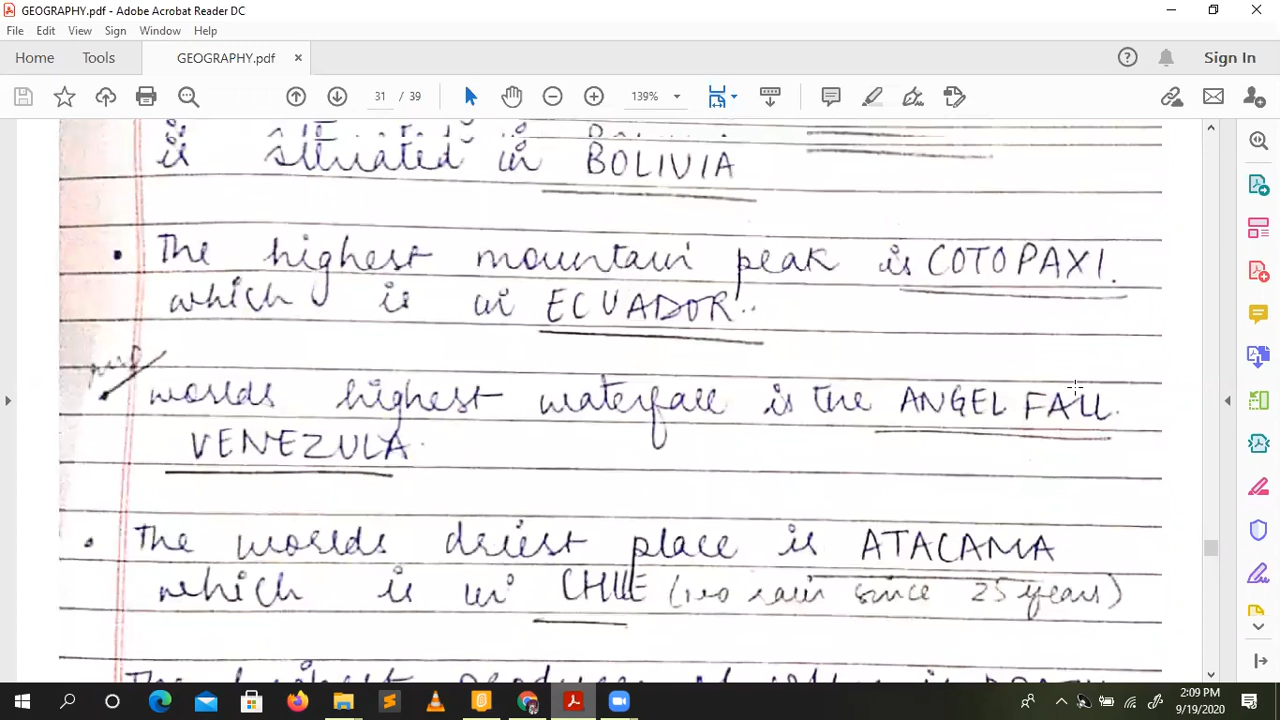 GEOGRAPHY.pdf - Adobe Acrobat Reader DC
File Edit View Sign Window Help
Home Tools GEOGRAPHY.pdf × Sign In
31 / 39 139%
is situated in BOLIVIA
• The highest mountain peak is COTOPAXI.
which is in ECUADOR..
worlds highest waterfall is the ANGEL FALL.
VENEZULA.
• The worlds driest place is ATACAMA
which is in CHILE (no rain since 25 years)
2:09 PM
9/19/2020